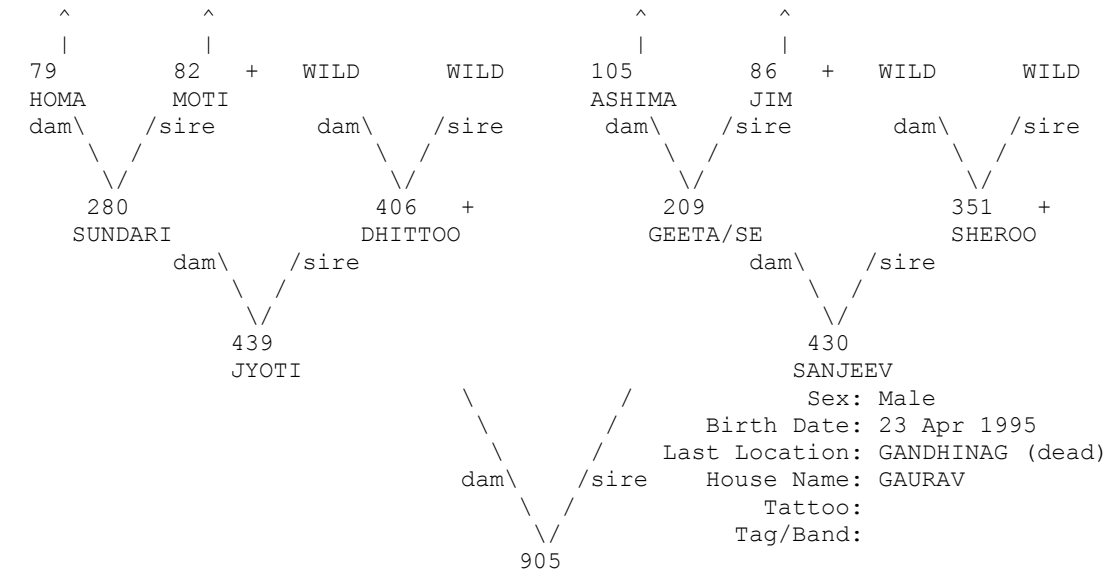 ^ ^ ^ ^
| | | |
79 82 + WILD WILD 105 86 + WILD WILD
HOMA MOTI ASHIMA JIM
dam\ /sire dam\ /sire dam\ /sire dam\ /sire
\ / \ / \ / \ /
\/ \/ \/ \/
280 406 + 209 351 +
SUNDARI DHITTOO GEETA/SE SHEROO
dam\ /sire dam\ /sire
\ / \ /
\/ \/
439 430
JYOTI SANJEEV
\ / Sex: Male
\ / Birth Date: 23 Apr 1995
\ / Last Location: GANDHINAG (dead)
dam\ /sire House Name: GAURAV
\ / Tattoo:
\/ Tag/Band:
905